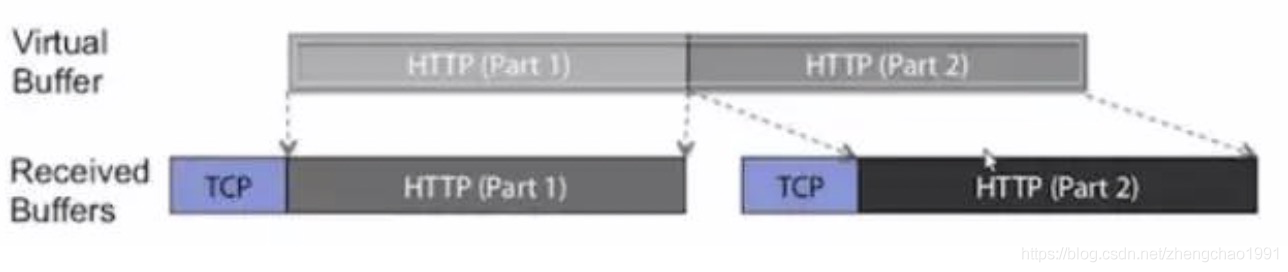 Virtual
Buffer
HTTP (Part 1)
HTTP (Part 2)
Received
Buffers
TCP
HTTP (Part 1)
TCP
HTTP (Part 2)
https://blog.csdn.net/zhengchao1991